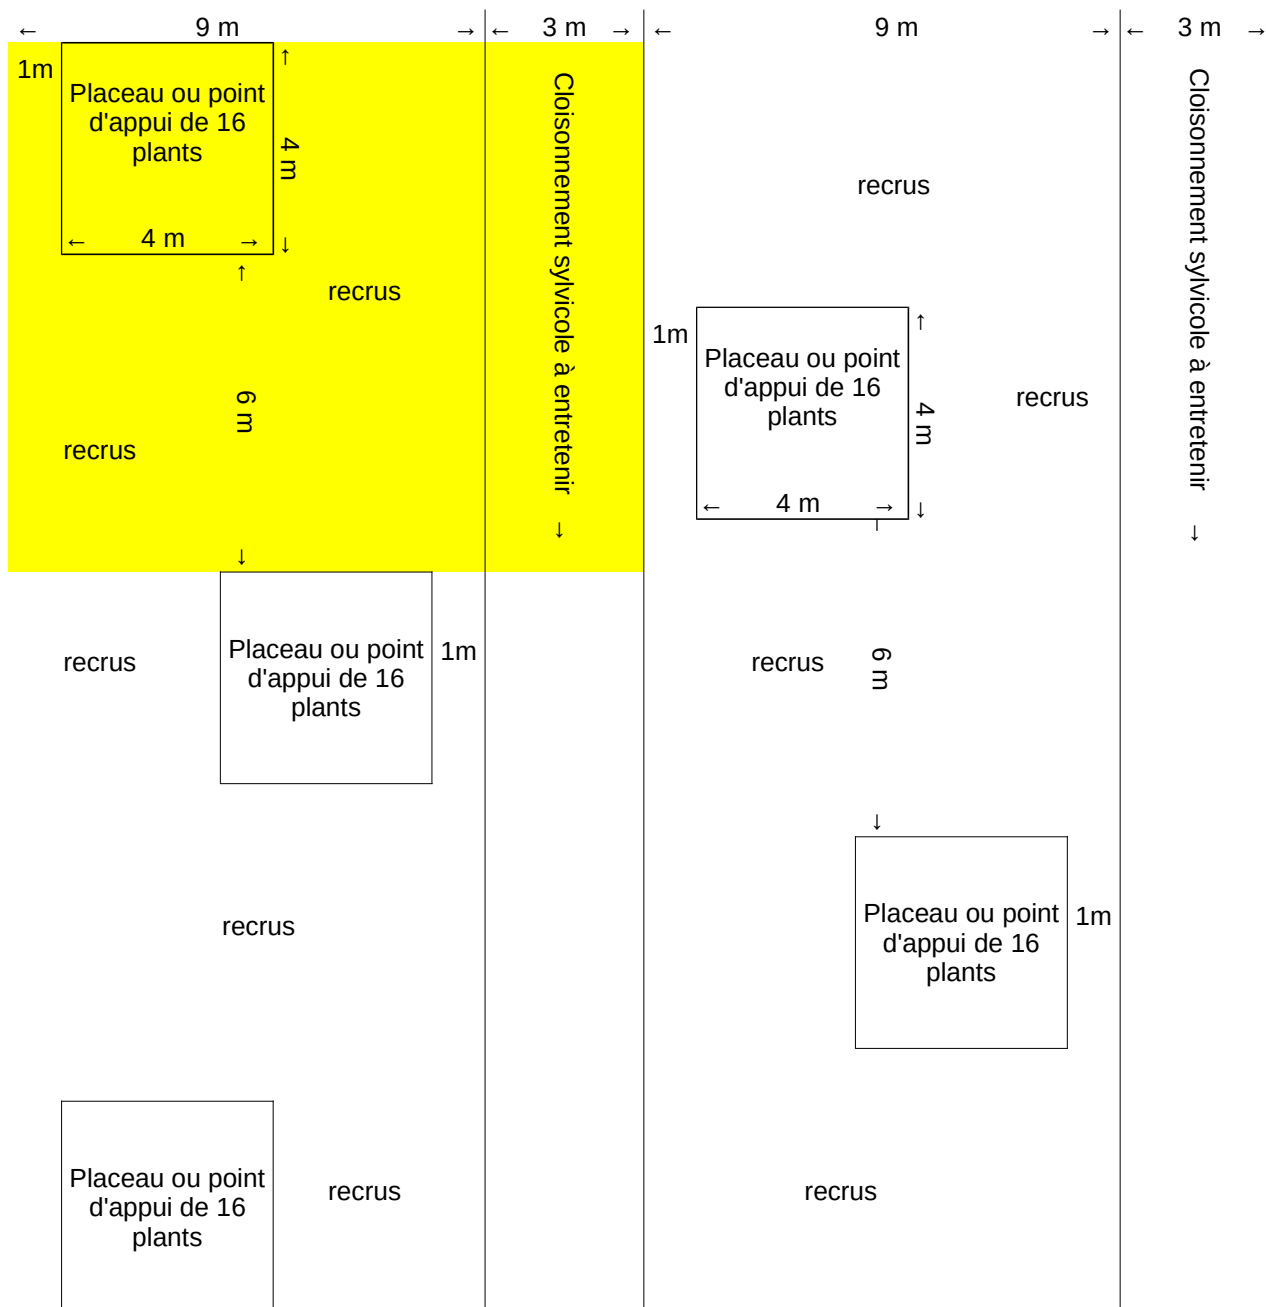 ← 9 m → ← 3 m → ← 9 m → ← 3 m →
1m
Placeau ou point
d'appui de 16
plants
↑
4 m
↓
← 4 m →
↑
6 m
↓
recrus
recrus
Cloisonnement sylvicole à entretenir →
recrus
Placeau ou point
d'appui de 16
plants
1m
recrus
Placeau ou point
d'appui de 16
plants
recrus
recrus
1m
Placeau ou point
d'appui de 16
plants
↑
4 m
↓
← 4 m →
recrus
recrus
6 m
↓
Placeau ou point
d'appui de 16
plants
1m
recrus
Cloisonnement sylvicole à entretenir →